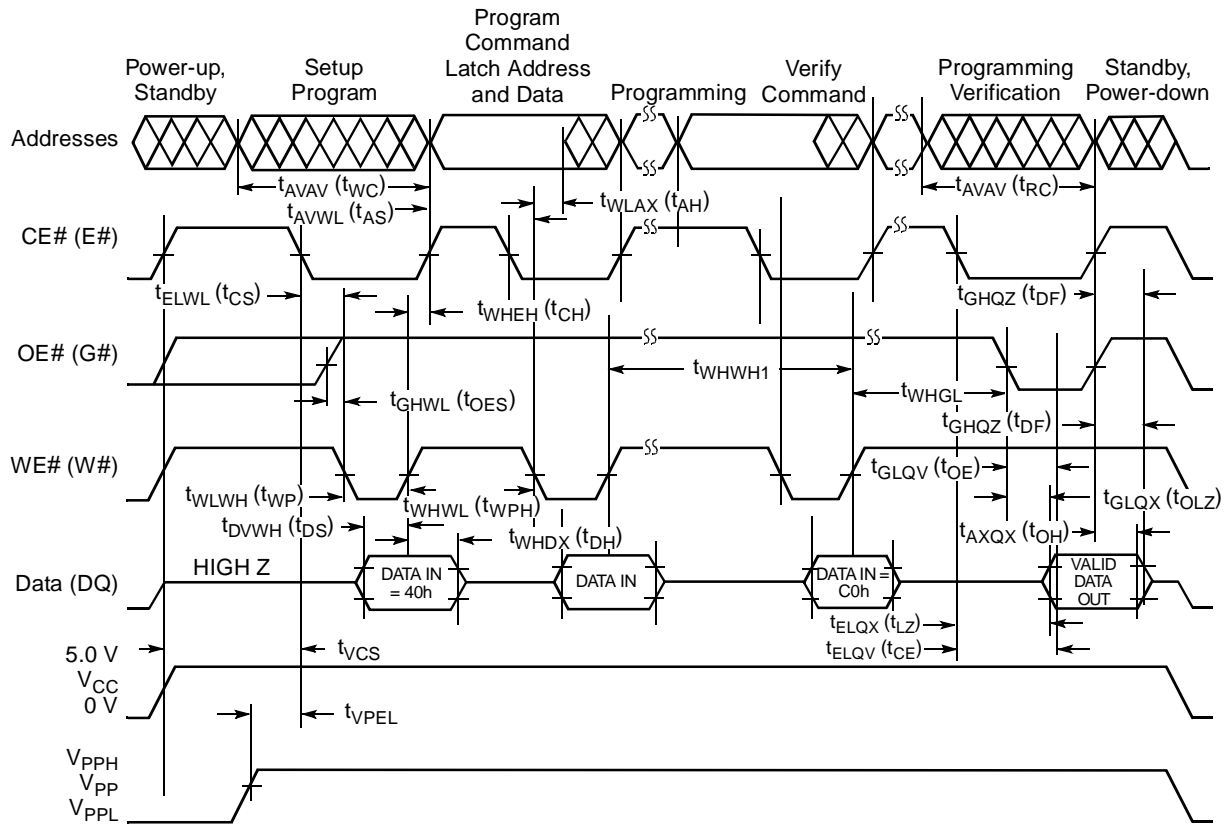 Power-up,
Standby
Setup
Program
Program
Command
Latch Address
and Data
Programming
Verify
Command
Programming
Verification
Standby,
Power-down
Addresses
tAVAV (tWC)
tAVAV (tRC)
tAVWL (tAS)
tWLAX (tAH)
CE# (E#)
tELWL (tCS)
tWHEH (tCH)
tGHQZ (tDF)
OE# (G#)
tWHWH1
tWHGL
tGHWL (tOES)
tGHQZ (tDF)
WE# (W#)
tGLQV (tOE)
tWLWH (tWP)
tWHWL (tWPH)
tGLQX (tOLZ)
tDVWH (tDS)
tWHDX (tDH)
tAXQX (tOH)
Data (DQ)
HIGH Z
DATA IN
= 40h
DATA IN
DATA IN =
C0h
VALID
DATA
OUT
tELQX (tLZ)
tELQV (tCE)
5.0 V
VCC
0 V
tVCS
tVPEL
VPPH
VPP
VPPL